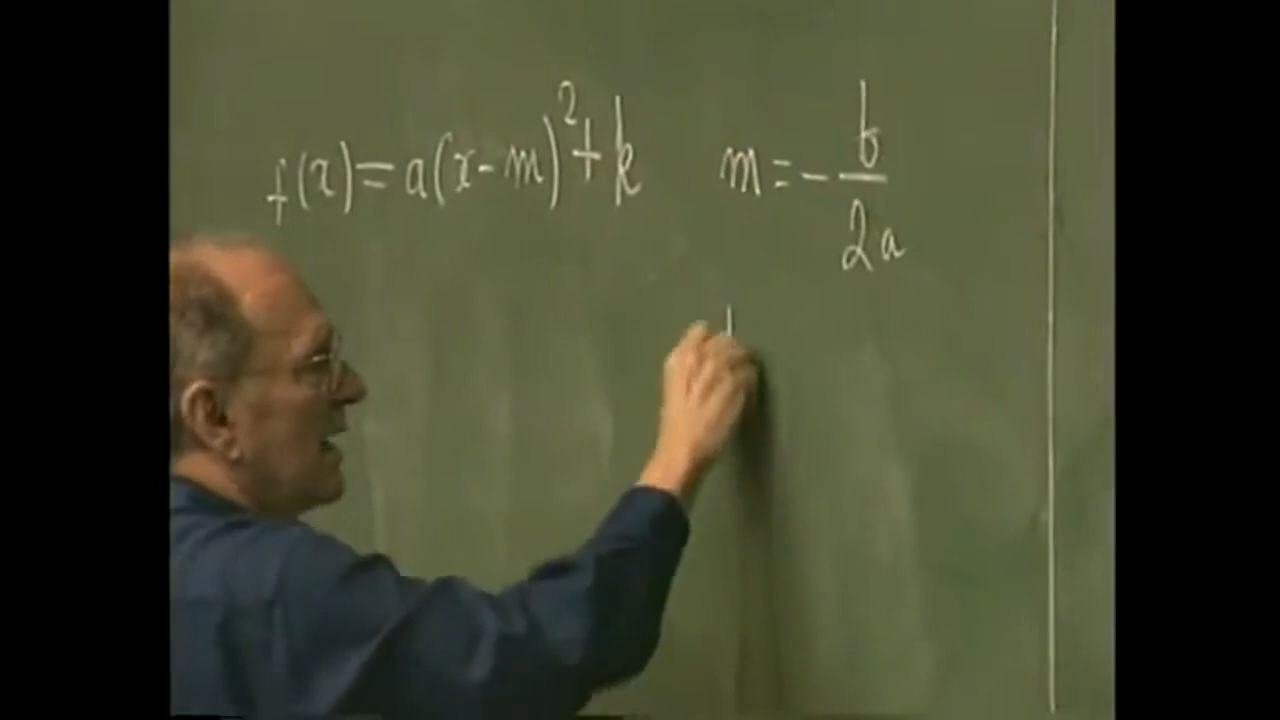 f(x) = a(x - m)² + k
m = - b/2a